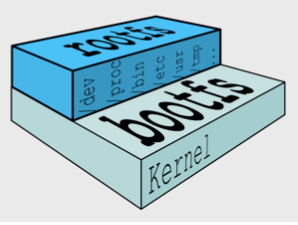 rootfs
/dev
/proc
/bin
/etc
/usr
/tmp
...
bootfs
Kernel